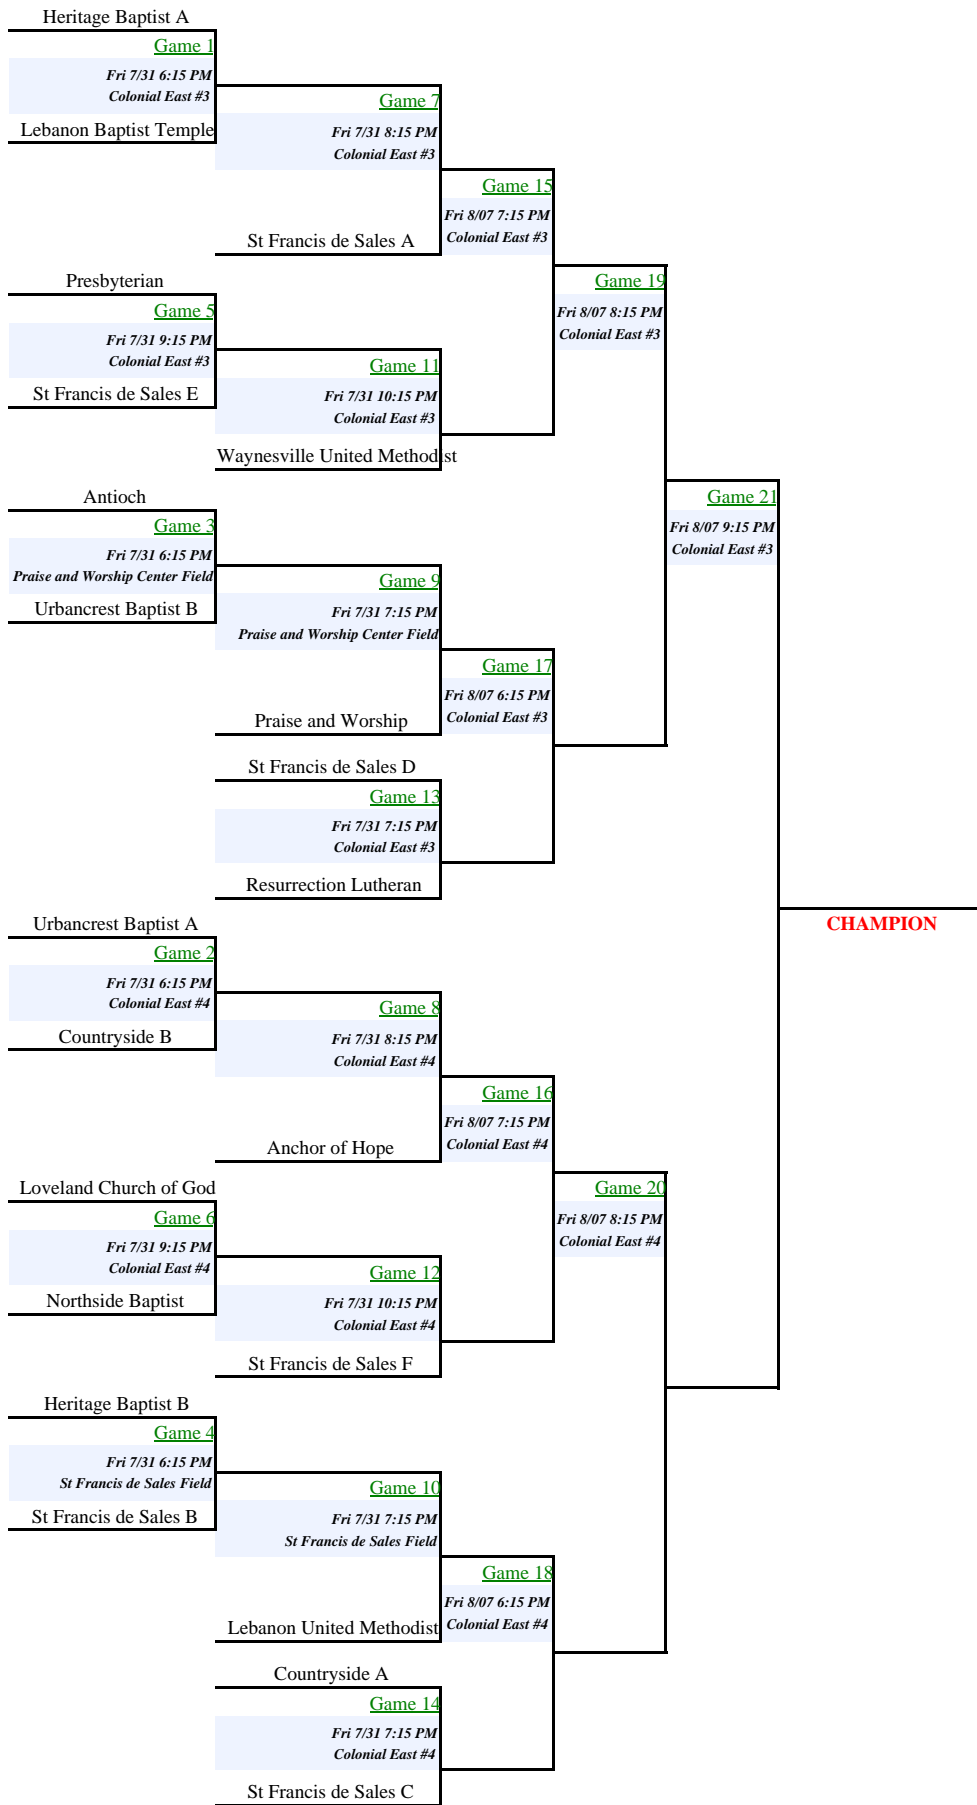 Heritage Baptist A
Game 1
Fri 7/31 6:15 PM
Colonial East #3
Lebanon Baptist Temple
Game 7
Fri 7/31 8:15 PM
Colonial East #3
St Francis de Sales A
Game 15
Fri 8/07 7:15 PM
Colonial East #3
Presbyterian
Game 5
Fri 7/31 9:15 PM
Colonial East #3
St Francis de Sales E
Game 11
Fri 7/31 10:15 PM
Colonial East #3
Waynesville United Methodist
Game 19
Fri 8/07 8:15 PM
Colonial East #3
Antioch
Game 3
Fri 7/31 6:15 PM
Praise and Worship Center Field
Urbancrest Baptist B
Game 9
Fri 7/31 7:15 PM
Praise and Worship Center Field
Praise and Worship
Game 17
Fri 8/07 6:15 PM
Colonial East #3
St Francis de Sales D
Game 13
Fri 7/31 7:15 PM
Colonial East #3
Resurrection Lutheran
Game 21
Fri 8/07 9:15 PM
Colonial East #3
CHAMPION
Urbancrest Baptist A
Game 2
Fri 7/31 6:15 PM
Colonial East #4
Countryside B
Game 8
Fri 7/31 8:15 PM
Colonial East #4
Anchor of Hope
Game 16
Fri 8/07 7:15 PM
Colonial East #4
Loveland Church of God
Game 6
Fri 7/31 9:15 PM
Colonial East #4
Northside Baptist
Game 12
Fri 7/31 10:15 PM
Colonial East #4
St Francis de Sales F
Game 20
Fri 8/07 8:15 PM
Colonial East #4
Heritage Baptist B
Game 4
Fri 7/31 6:15 PM
St Francis de Sales Field
St Francis de Sales B
Game 10
Fri 7/31 7:15 PM
St Francis de Sales Field
Lebanon United Methodist
Game 18
Fri 8/07 6:15 PM
Colonial East #4
Countryside A
Game 14
Fri 7/31 7:15 PM
Colonial East #4
St Francis de Sales C